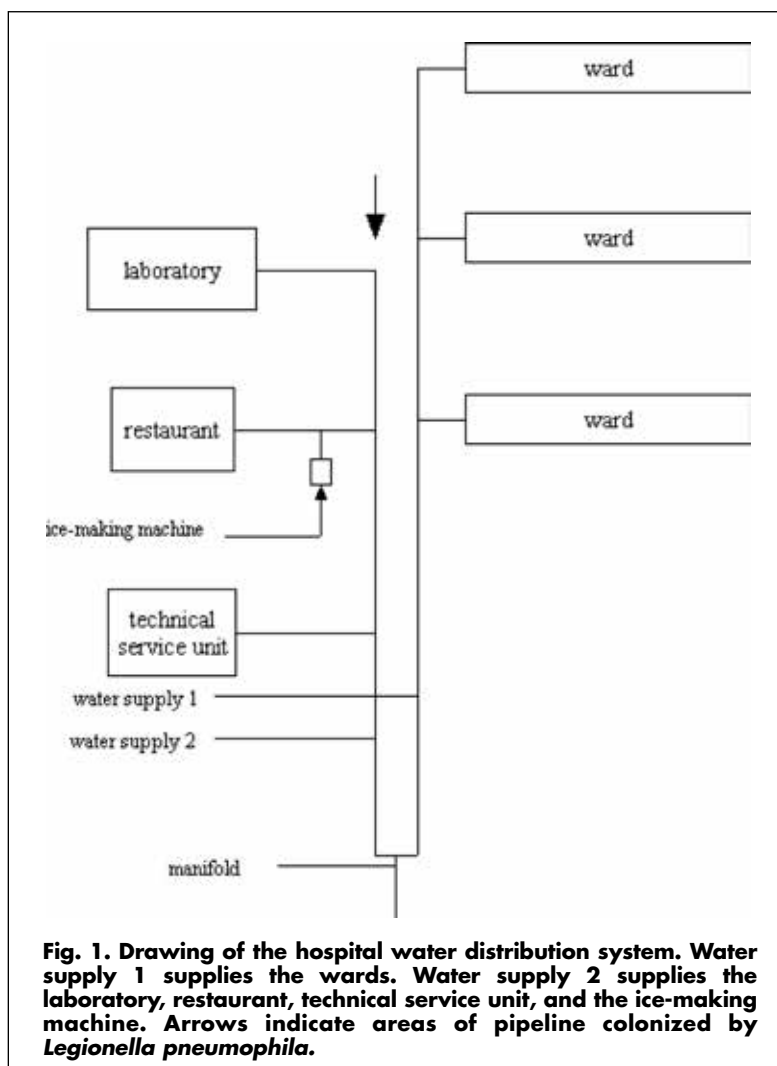 ward
ward
laboratory
ward
restaurant
ice-making machine
technical
service unit
water supply 1
water supply 2
manifold
Fig. 1. Drawing of the hospital water distribution system. Water
supply 1 supplies the wards. Water supply 2 supplies the
laboratory, restaurant, technical service unit, and the ice-making
machine. Arrows indicate areas of pipeline colonized by
Legionella pneumophila.